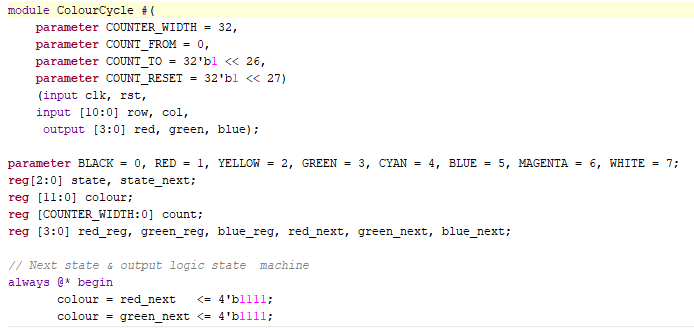 module ColourCycle #(
parameter COUNTER_WIDTH = 32,
parameter COUNT_FROM = 0,
parameter COUNT_TO = 32'b1 << 26,
parameter COUNT_RESET = 32'b1 << 27)
(input clk, rst,
input [10:0] row, col,
output [3:0] red, green, blue);
parameter BLACK = 0, RED = 1, YELLOW = 2, GREEN = 3, CYAN = 4, BLUE = 5, MAGENTA = 6, WHITE = 7;
reg[2:0] state, state_next;
reg [11:0] colour;
reg [COUNTER_WIDTH:0] count;
reg [3:0] red_reg, green_reg, blue_reg, red_next, green_next, blue_next;
// Next state & output logic state machine
always @* begin
colour = red_next <= 4'b1111;
colour = green_next <= 4'b1111;